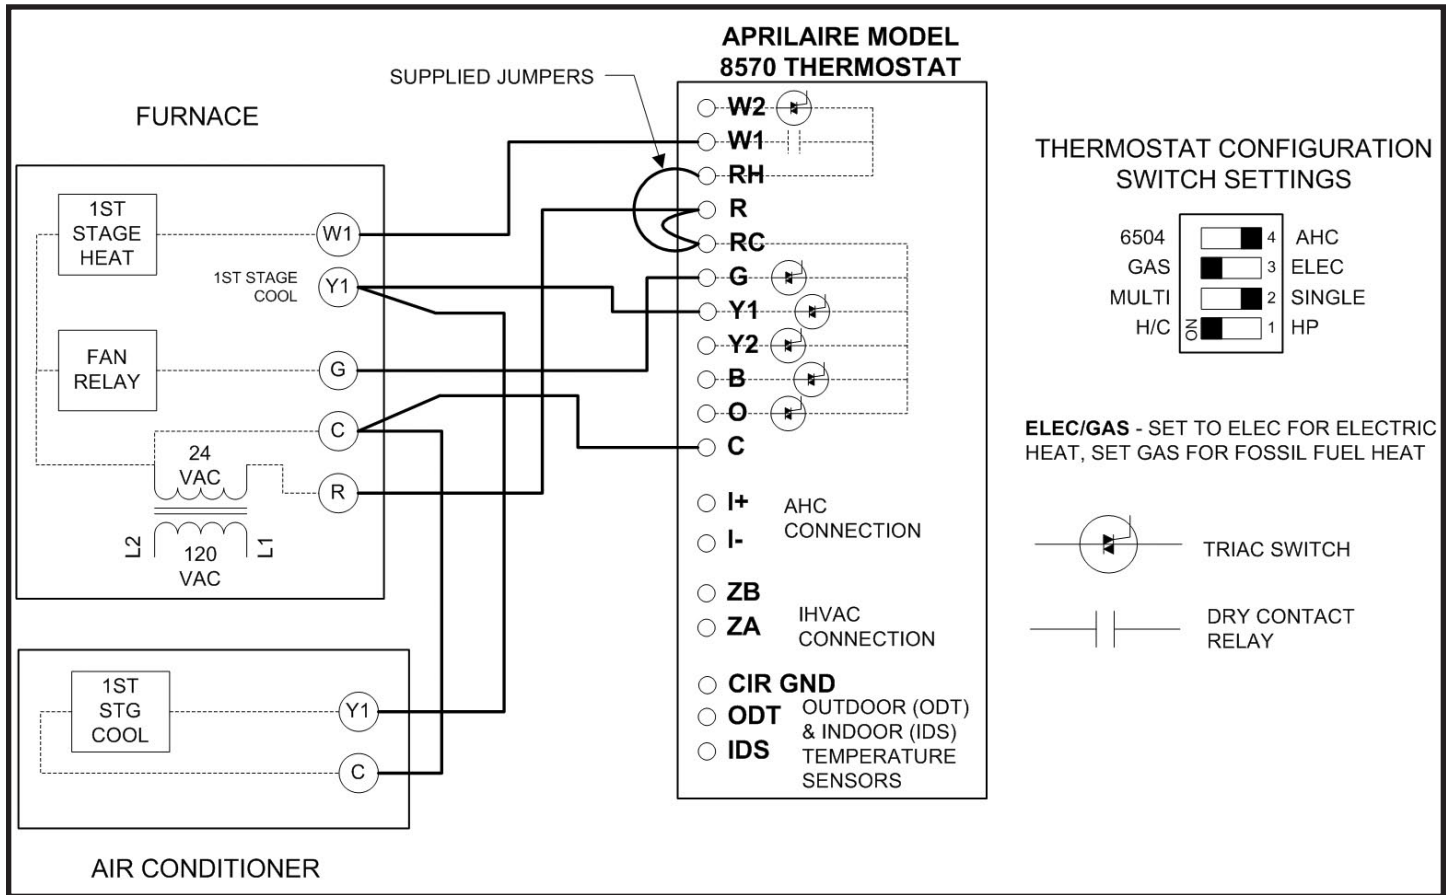 APRILAIRE MODEL
8570 THERMOSTAT
SUPPLIED JUMPERS
FURNACE
1ST
STAGE
HEAT
W1
1ST STAGE
COOL
Y1
FAN
RELAY
G
C
24
VAC
R
L2
120
VAC
L1
1ST
STG
COOL
Y1
C
AIR CONDITIONER
W2
W1
RH
R
RC
G
Y1
Y2
B
O
C
I+
I-
AHC
CONNECTION
ZB
ZA
IHVAC
CONNECTION
CIR GND
ODT
IDS
OUTDOOR (ODT)
& INDOOR (IDS)
TEMPERATURE
SENSORS
THERMOSTAT CONFIGURATION
SWITCH SETTINGS
6504 4 AHC
GAS 3 ELEC
MULTI 2 SINGLE
H/C ON 1 HP
ELEC/GAS - SET TO ELEC FOR ELECTRIC
HEAT, SET GAS FOR FOSSIL FUEL HEAT
TRIAC SWITCH
DRY CONTACT
RELAY